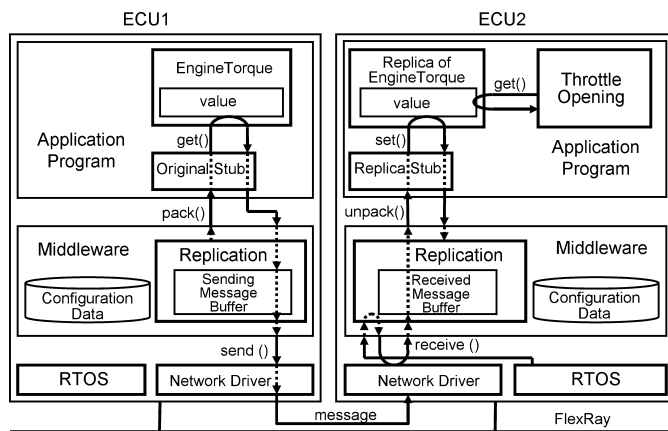 ECU1
ECU2
EngineTorque
value
get()
Application
Program
Original Stub
pack()
Middleware
Replication
Configuration
Data
Sending
Message
Buffer
send ()
RTOS
Network Driver
message
Replica of
EngineTorque
value
get()
Throttle
Opening
set()
Application
Program
Replica Stub
unpack()
Replication
Middleware
Received
Message
Buffer
Configuration
Data
receive ()
Network Driver
RTOS
FlexRay